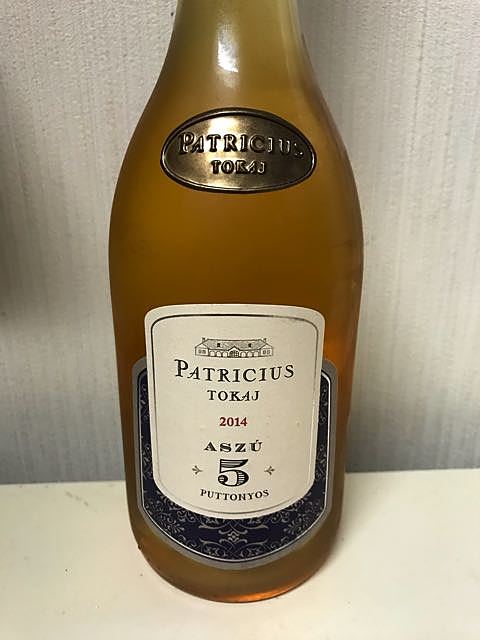 PATRICIUS
TOKAJ
PATRICIUS
TOKAJ
2014
ASZÚ
5
PUTTONYOS